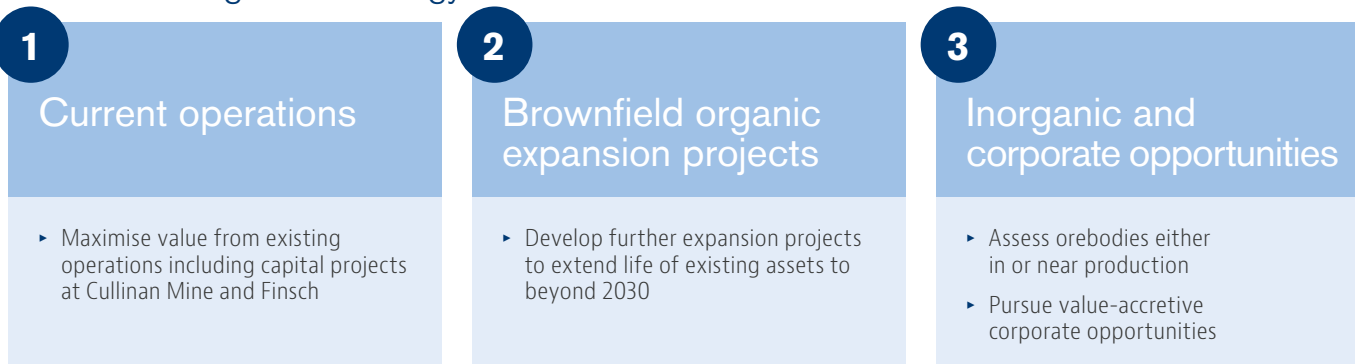 1
Current operations
▸ Maximise value from existing
operations including capital projects
at Cullinan Mine and Finsch
2
Brownfield organic
expansion projects
▸ Develop further expansion projects
to extend life of existing assets to
beyond 2030
3
Inorganic and
corporate opportunities
▸ Assess orebodies either
in or near production
▸ Pursue value-accretive
corporate opportunities